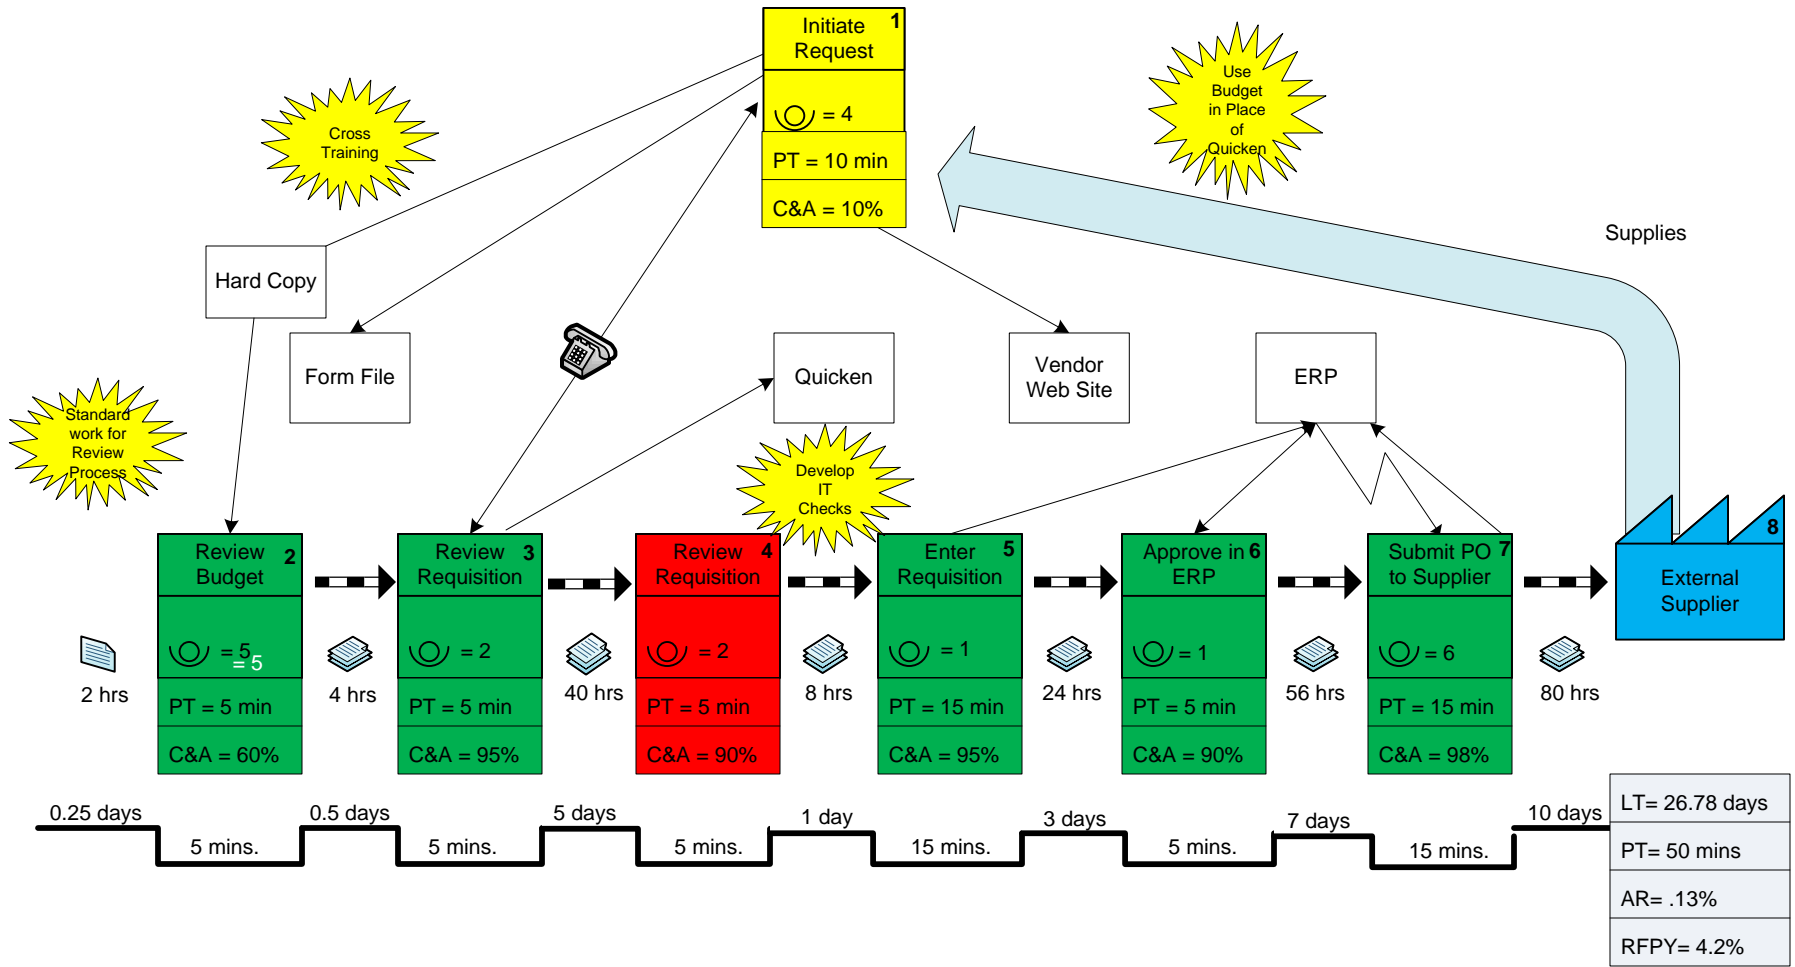 Initiate 1
Request
= 4
PT = 10 min
C&A = 10%
Cross
Training
Use
Budget
in Place
of
Quicken
Supplies
Hard Copy
Form File
Quicken
Vendor
Web Site
ERP
Standard
work for
Review
Process
Develop
IT
Checks
Review 2
Budget
= 5
= 5
PT = 5 min
C&A = 60%
Review 3
Requisition
= 2
PT = 5 min
C&A = 95%
Review 4
Requisition
= 2
PT = 5 min
C&A = 90%
Enter 5
Requisition
= 1
PT = 15 min
C&A = 95%
Approve in 6
ERP
= 1
PT = 5 min
C&A = 90%
Submit PO 7
to Supplier
= 6
PT = 15 min
C&A = 98%
8
External
Supplier
2 hrs
4 hrs
40 hrs
8 hrs
24 hrs
56 hrs
80 hrs
0.25 days
5 mins.
0.5 days
5 mins.
5 days
5 mins.
1 day
15 mins.
3 days
5 mins.
7 days
15 mins.
10 days
LT= 26.78 days
PT= 50 mins
AR= .13%
RFPY= 4.2%